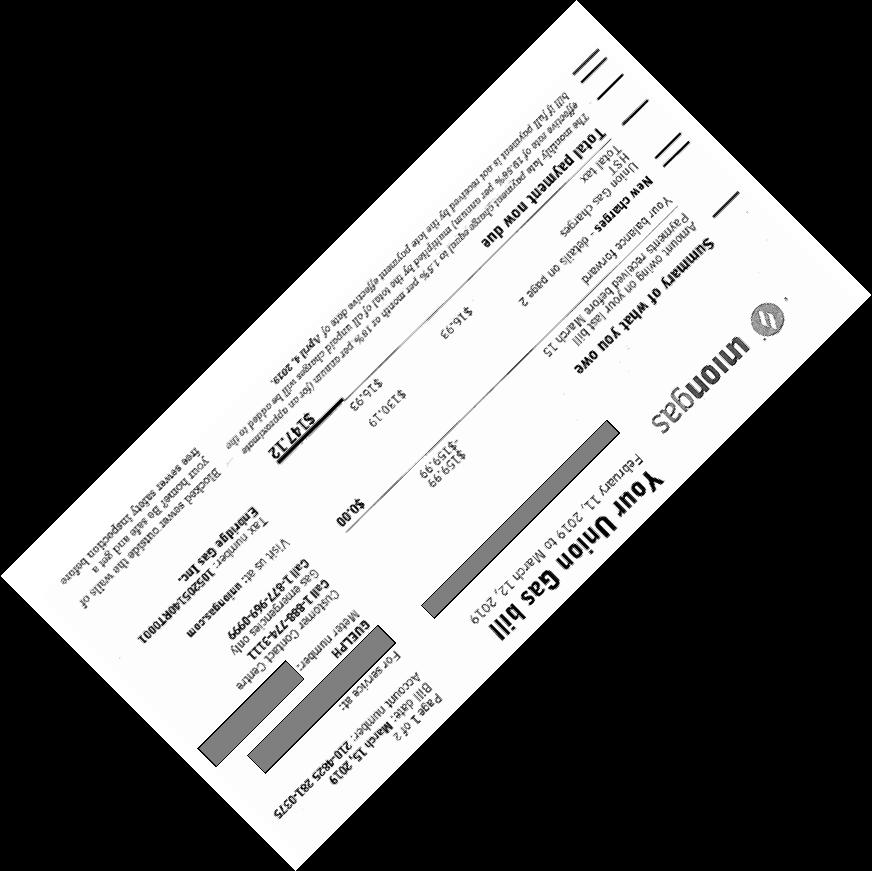 uniongas
Your Union Gas bill
February 11, 2019 to March 12, 2019
Page 1 of 2
Bill date: March 15, 2019
Account number: 210-4825 281-0375
For service at:
GUELPH
Meter number:
Customer Contact Centre
Call 1-888-774-3111
Gas emergencies only
Call 1-877-969-0999
Visit us at: uniongas.com
Tax number: 105205140RT0001
Enbridge Gas Inc.
Blocked sewer outside the walls of
your home? Be safe and get a
free sewer safety inspection before
Summary of what you owe
Amount owing on your last bill $159.99
Payments received before March 15 -$159.99
Your balance forward $0.00
New charges - details on page 2
Union Gas charges $130.19
HST $16.93
Total tax $16.93
Total payment now due $147.12
The monthly late payment charge equal to 1.5% per month or 18% per annum (for an approximate
effective rate of 19.56% per annum) multiplied by the total of all unpaid charges will be added to the
bill if full payment is not received by the late payment effective date of April 4, 2019.